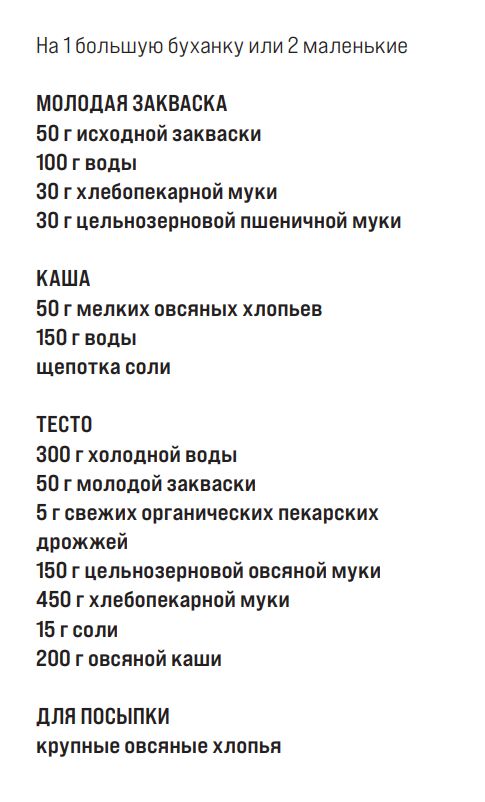 На 1 большую буханку или 2 маленькие
МОЛОДАЯ ЗАКВАСКА
50 г исходной закваски
100 г воды
30 г хлебопекарной муки
30 г цельнозерновой пшеничной муки
КАША
50 г мелких овсяных хлопьев
150 г воды
щепотка соли
ТЕСТО
300 г холодной воды
50 г молодой закваски
5 г свежих органических пекарских
дрожжей
150 г цельнозерновой овсяной муки
450 г хлебопекарной муки
15 г соли
200 г овсяной каши
ДЛЯ ПОСЫПКИ
крупные овсяные хлопья